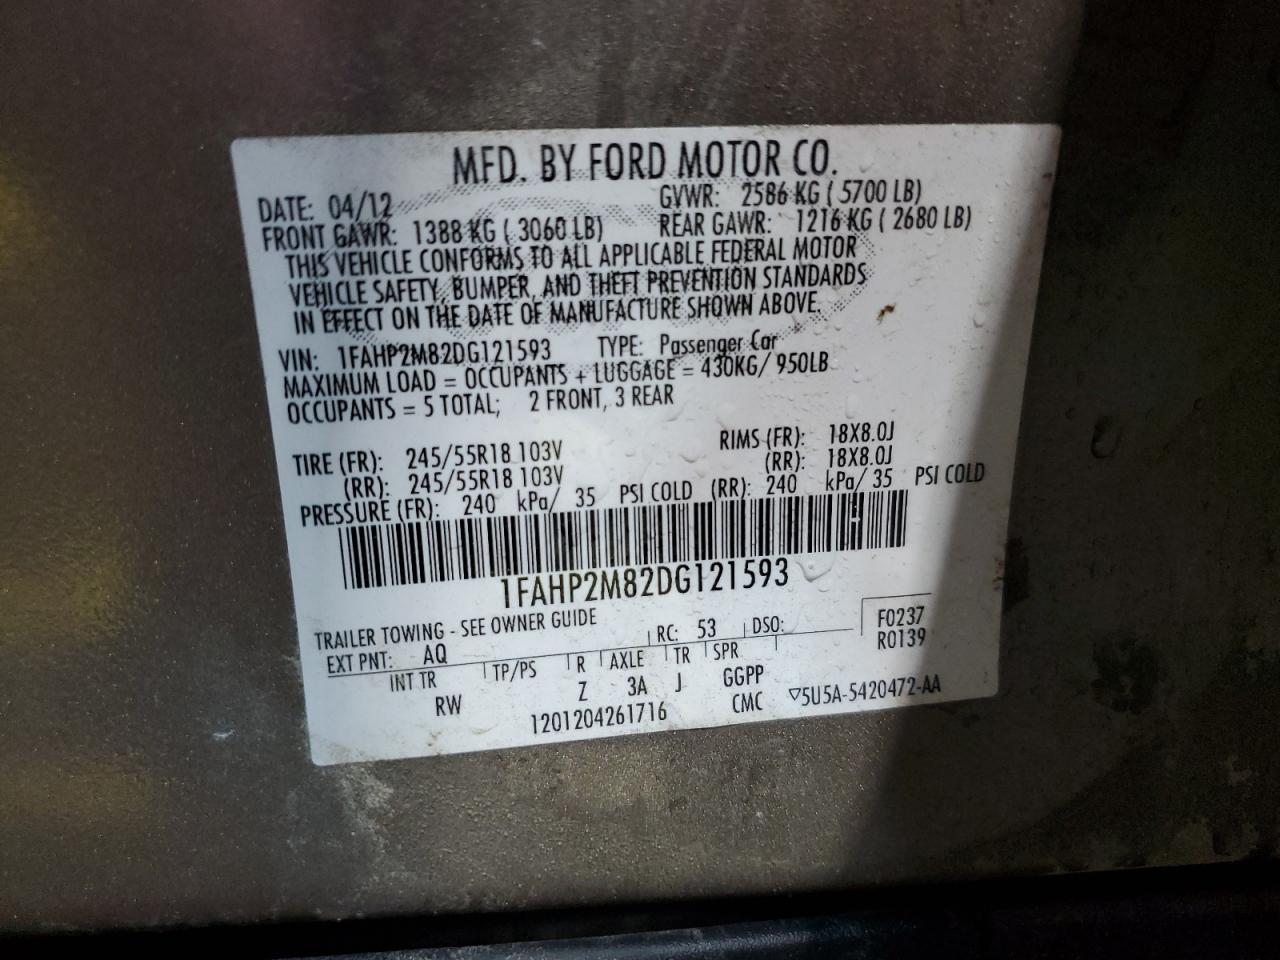 MFD. BY FORD MOTOR CO.
DATE: 04/12 GVWR: 2586 KG ( 5700 LB)
FRONT GAWR: 1388 KG ( 3060 LB) REAR GAWR: 1216 KG ( 2680 LB)
THIS VEHICLE CONFORMS TO ALL APPLICABLE FEDERAL MOTOR
VEHICLE SAFETY, BUMPER, AND THEFT PREVENTION STANDARDS
IN EFFECT ON THE DATE OF MANUFACTURE SHOWN ABOVE.
VIN: 1FAHP2M82DG121593 TYPE: Passenger Car
MAXIMUM LOAD = OCCUPANTS + LUGGAGE = 430KG/ 950LB
OCCUPANTS = 5 TOTAL; 2 FRONT, 3 REAR
TIRE (FR): 245/55R18 103V RIMS (FR): 18X8.0J
(RR): 245/55R18 103V (RR): 18X8.0J
PRESSURE (FR): 240 kPa/ 35 PSI COLD (RR): 240 kPa/ 35 PSI COLD
1FAHP2M82DG121593
TRAILER TOWING - SEE OWNER GUIDE
EXT PNT: AQ RC: 53 DSO: F0237
R0139
INT TR TP/PS R AXLE TR SPR
RW Z 3A J GGPP
1201204261716 CMC ▽5U5A-5420472-AA